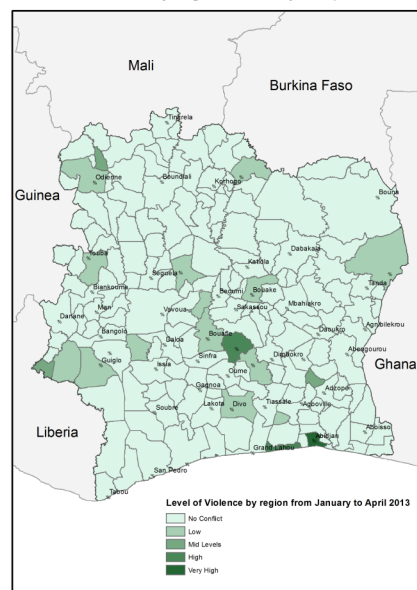 Mali
Burkina Faso
Tingrela
Odienne
Boundiali
Korhogo
Guinea
Bouna
Touba
Katiola
Dabakala
Tanda
Seguela
Biankouma
Beoumi
Bouake
Man
Vavoua
Sakassou
Mbahiakro
Danane
Agnibilekrou
Bangolo
Daloa
Bouafle
Daoukro
Guiglo
Sinfra
Dimbokro
Abengourou
Issia
Oume
Ghana
Gagnoa
Adzope
Soubre
Lakota
Divo
Tiassale
Agboville
Liberia
Aboisso
Grand-Lahou
Abidjan
San Pedro
Tabou
Level of Violence by region from January to April 2013
No Conflict
Low
Mid Levels
High
Very High